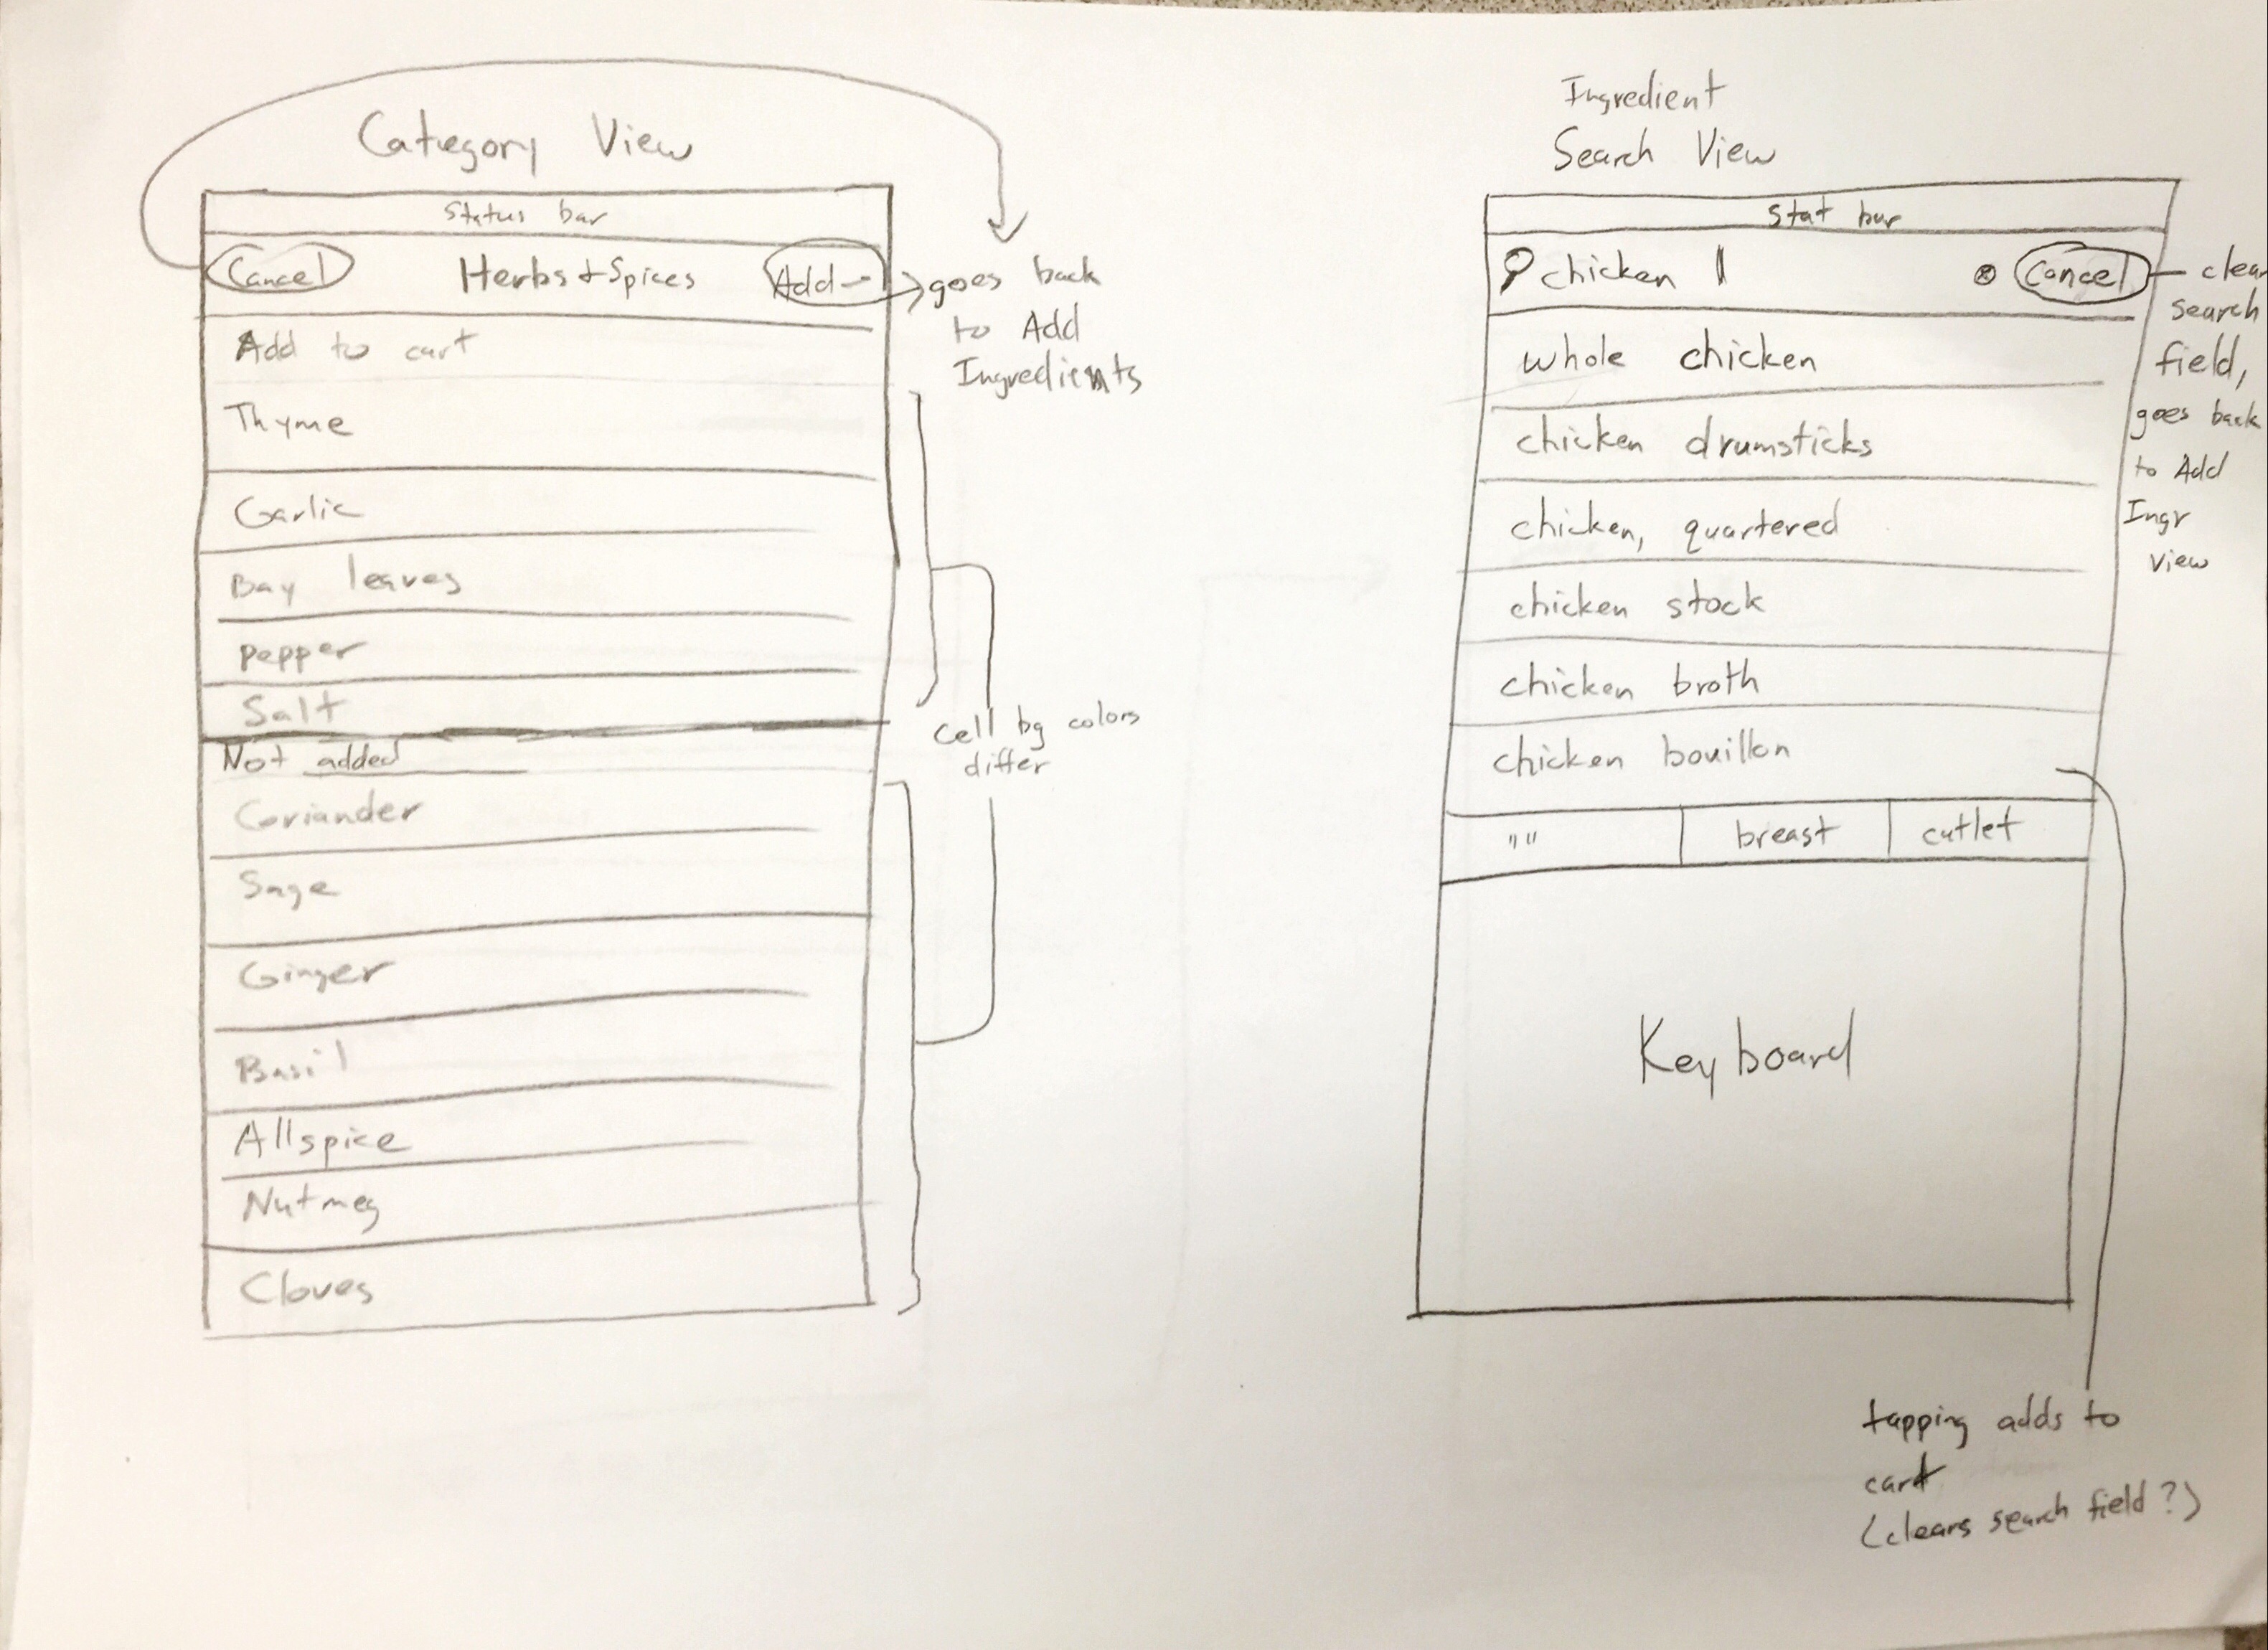 Category View
Status bar
Cancel Herbs + Spices Add
goes back
to Add
Ingredients
Add to cart
Thyme
Garlic
Bay leaves
pepper
Salt
Not added
Coriander
Sage
Ginger
Basil
Allspice
Nutmeg
Cloves
cell bg colors
differ
Ingredient
Search View
Stat bar
chicken Cancel
clear
search
field,
goes back
to Add
Ingr
View
whole chicken
chicken drumsticks
chicken, quartered
chicken stock
chicken broth
chicken bouillon
" " breast cutlet
Keyboard
tapping adds to
cart
(clears search field?)